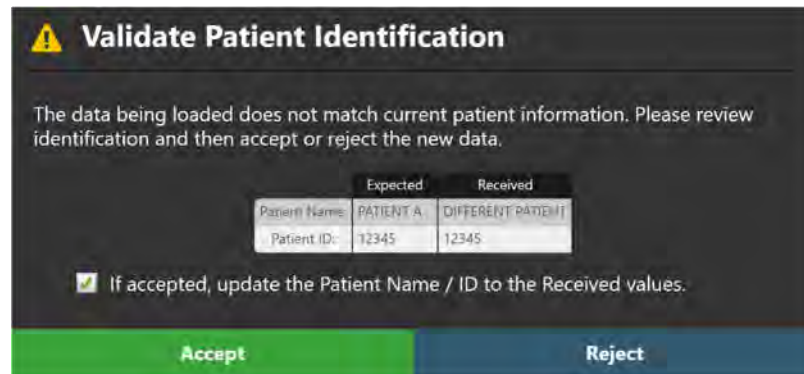 Validate Patient Identification
The data being loaded does not match current patient information. Please review
identification and then accept or reject the new data.
Expected Received
Patient Name: PATIENT A DIFFERENT PATIENT
Patient ID: 12345 12345
If accepted, update the Patient Name / ID to the Received values.
Accept Reject